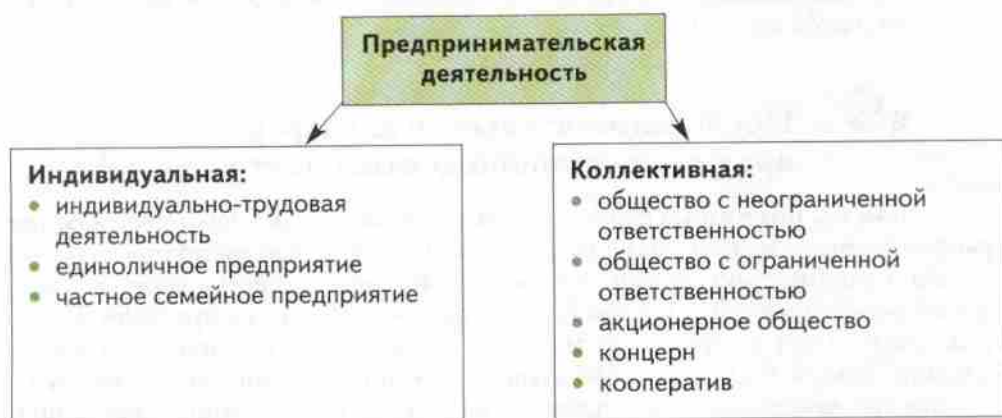 Предпринимательская
деятельность
Индивидуальная:
• индивидуально-трудовая
деятельность
• единоличное предприятие
• частное семейное предприятие
Коллективная:
• общество с неограниченной
ответственностью
• общество с ограниченной
ответственностью
• акционерное общество
• концерн
• кооператив